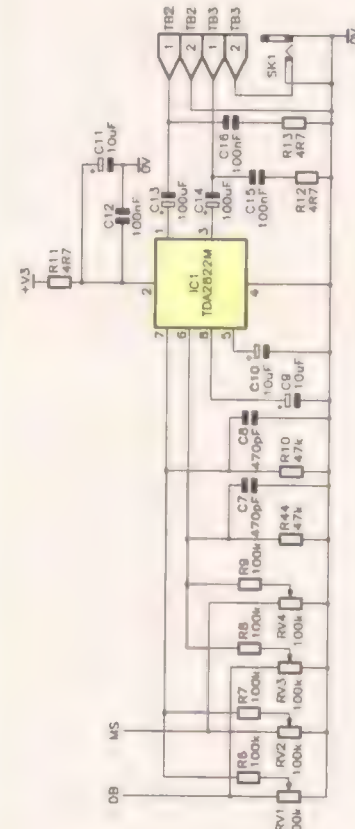 +V3
R11
4R7
C11
10uF
C12
100nF
0V
TB2
1
TB2
2
TB3
1
TB3
2
SK1
0V
C13
100uF
C14
100uF
C16
100nF
C15
100nF
R13
4R7
R12
4R7
IC1
TDA2822M
1
2
3
4
5
6
7
8
C10
10uF
C9
10uF
C8
470pF
C7
470pF
R10
47k
R44
47k
R9
100k
R8
100k
R7
100k
R6
100k
RV4
100k
RV3
100k
RV2
100k
RV1
100k
MS
DB